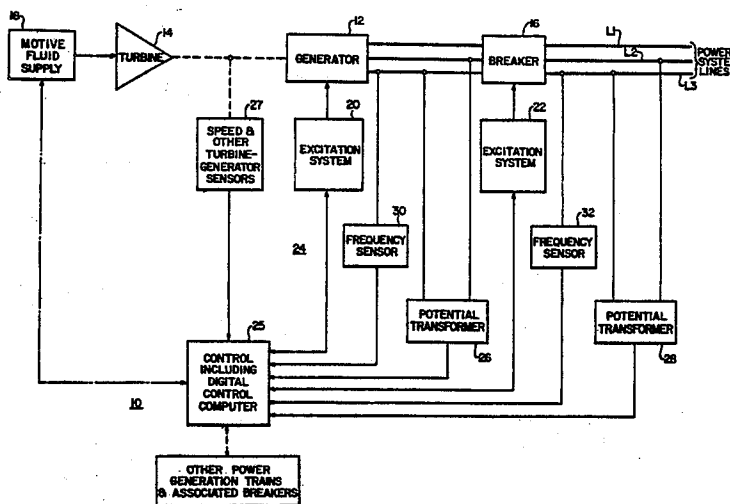 18
MOTIVE
FLUID
SUPPLY
14
TURBINE
12
GENERATOR
16
BREAKER
L1
L2
L3
POWER
SYSTEM
LINES
27
SPEED &
OTHER
TURBINE-
GENERATOR
SENSORS
20
EXCITATION
SYSTEM
22
EXCITATION
SYSTEM
24
30
FREQUENCY
SENSOR
32
FREQUENCY
SENSOR
25
CONTROL
INCLUDING
DIGITAL
CONTROL
COMPUTER
POTENTIAL
TRANSFORMER
26
POTENTIAL
TRANSFORMER
28
10
OTHER POWER
GENERATION TRAINS
& ASSOCIATED BREAKERS